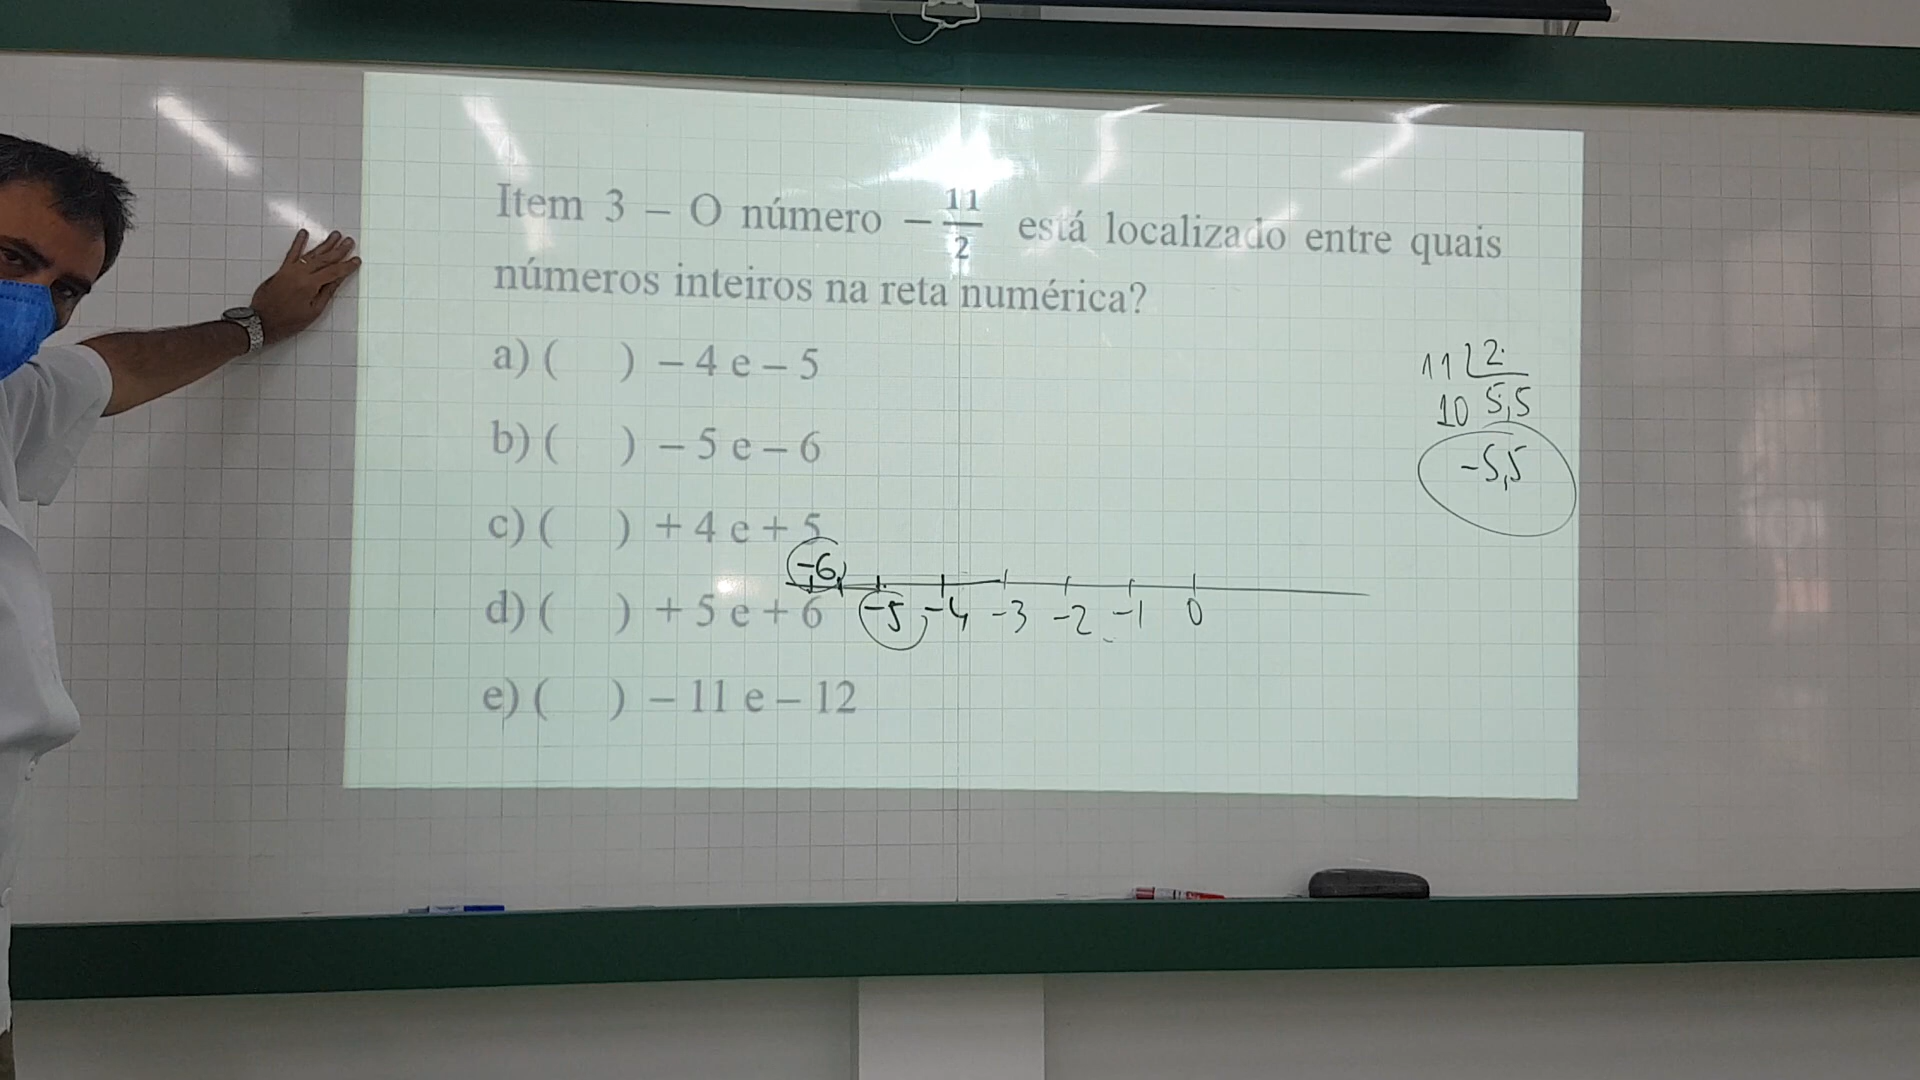 Item 3 – O número – 11/2 está localizado entre quais
números inteiros na reta numérica?
a) (   ) – 4 e – 5
b) (   ) – 5 e – 6
c) (   ) + 4 e + 5
d) (   ) + 5 e + 6
e) (   ) – 11 e – 12
11 2
10 5,5
-5,5
-6
-5 -4 -3 -2 -1 0